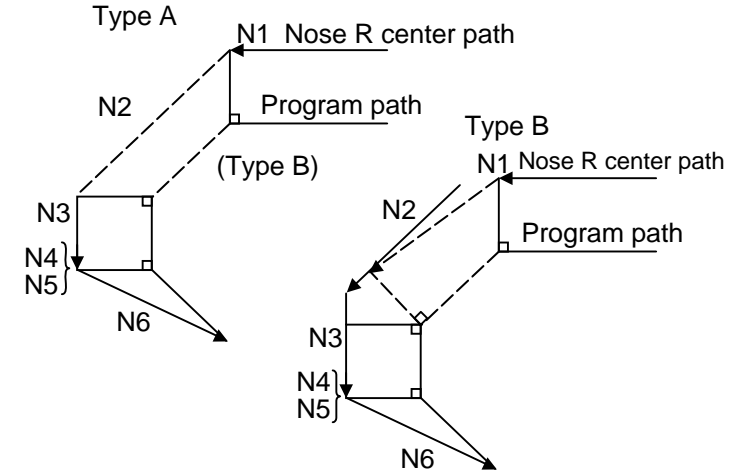 Type A
N1 Nose R center path
N2
Program path
(Type B)
N3
N4
N5
N6
Type B
N1 Nose R center path
N2
Program path
N3
N4
N5
N6